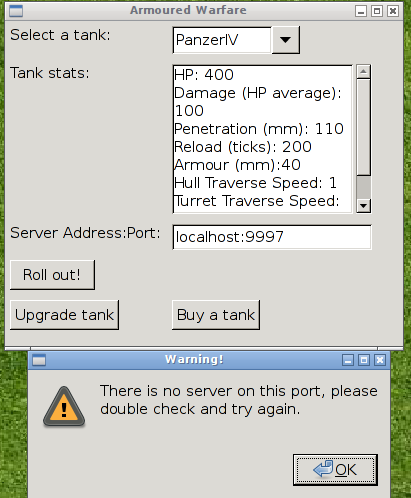 Armoured Warfare
Select a tank:
PanzerIV
Tank stats:
HP: 400
Damage (HP average):
100
Penetration (mm): 110
Reload (ticks): 200
Armour (mm):40
Hull Traverse Speed: 1
Turret Traverse Speed:
Server Address:Port:
localhost:9997
Roll out!
Upgrade tank
Buy a tank
Warning!
There is no server on this port, please
double check and try again.
OK